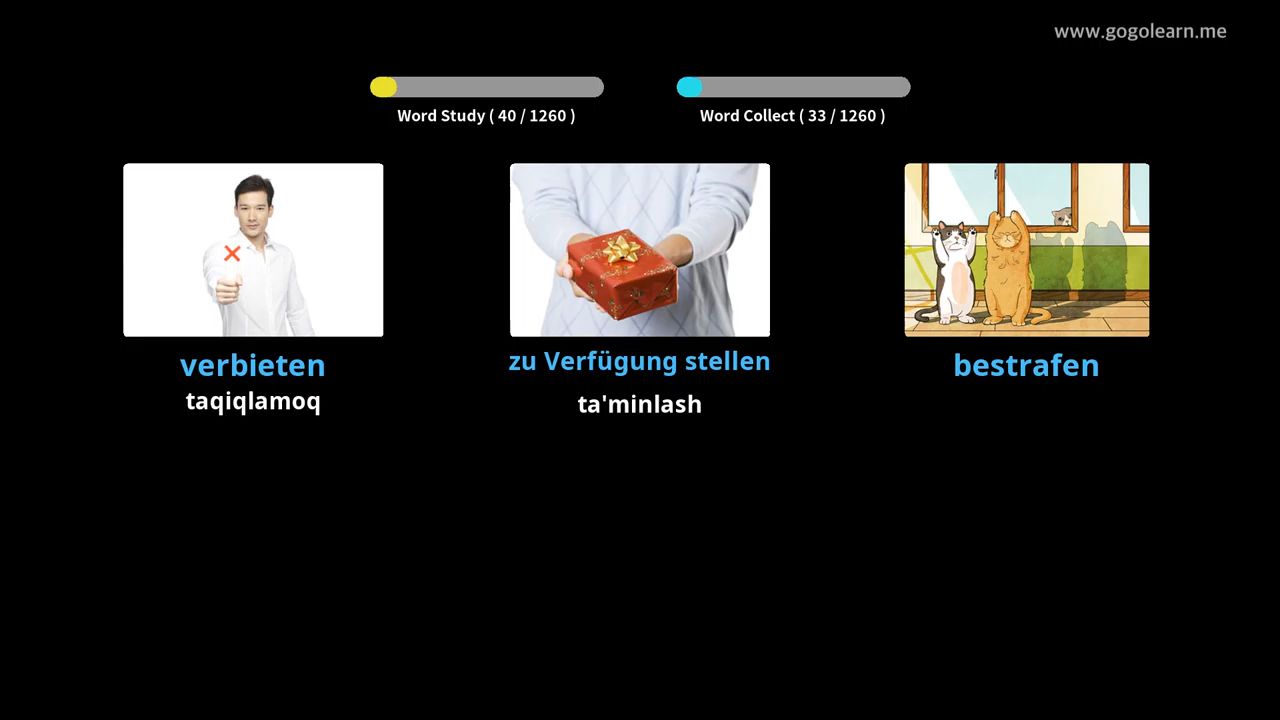 www.gogolearn.me
Word Study ( 40 / 1260 )
Word Collect ( 33 / 1260 )
verbieten
taqiqlamoq
zu Verfügung stellen
ta'minlash
bestrafen